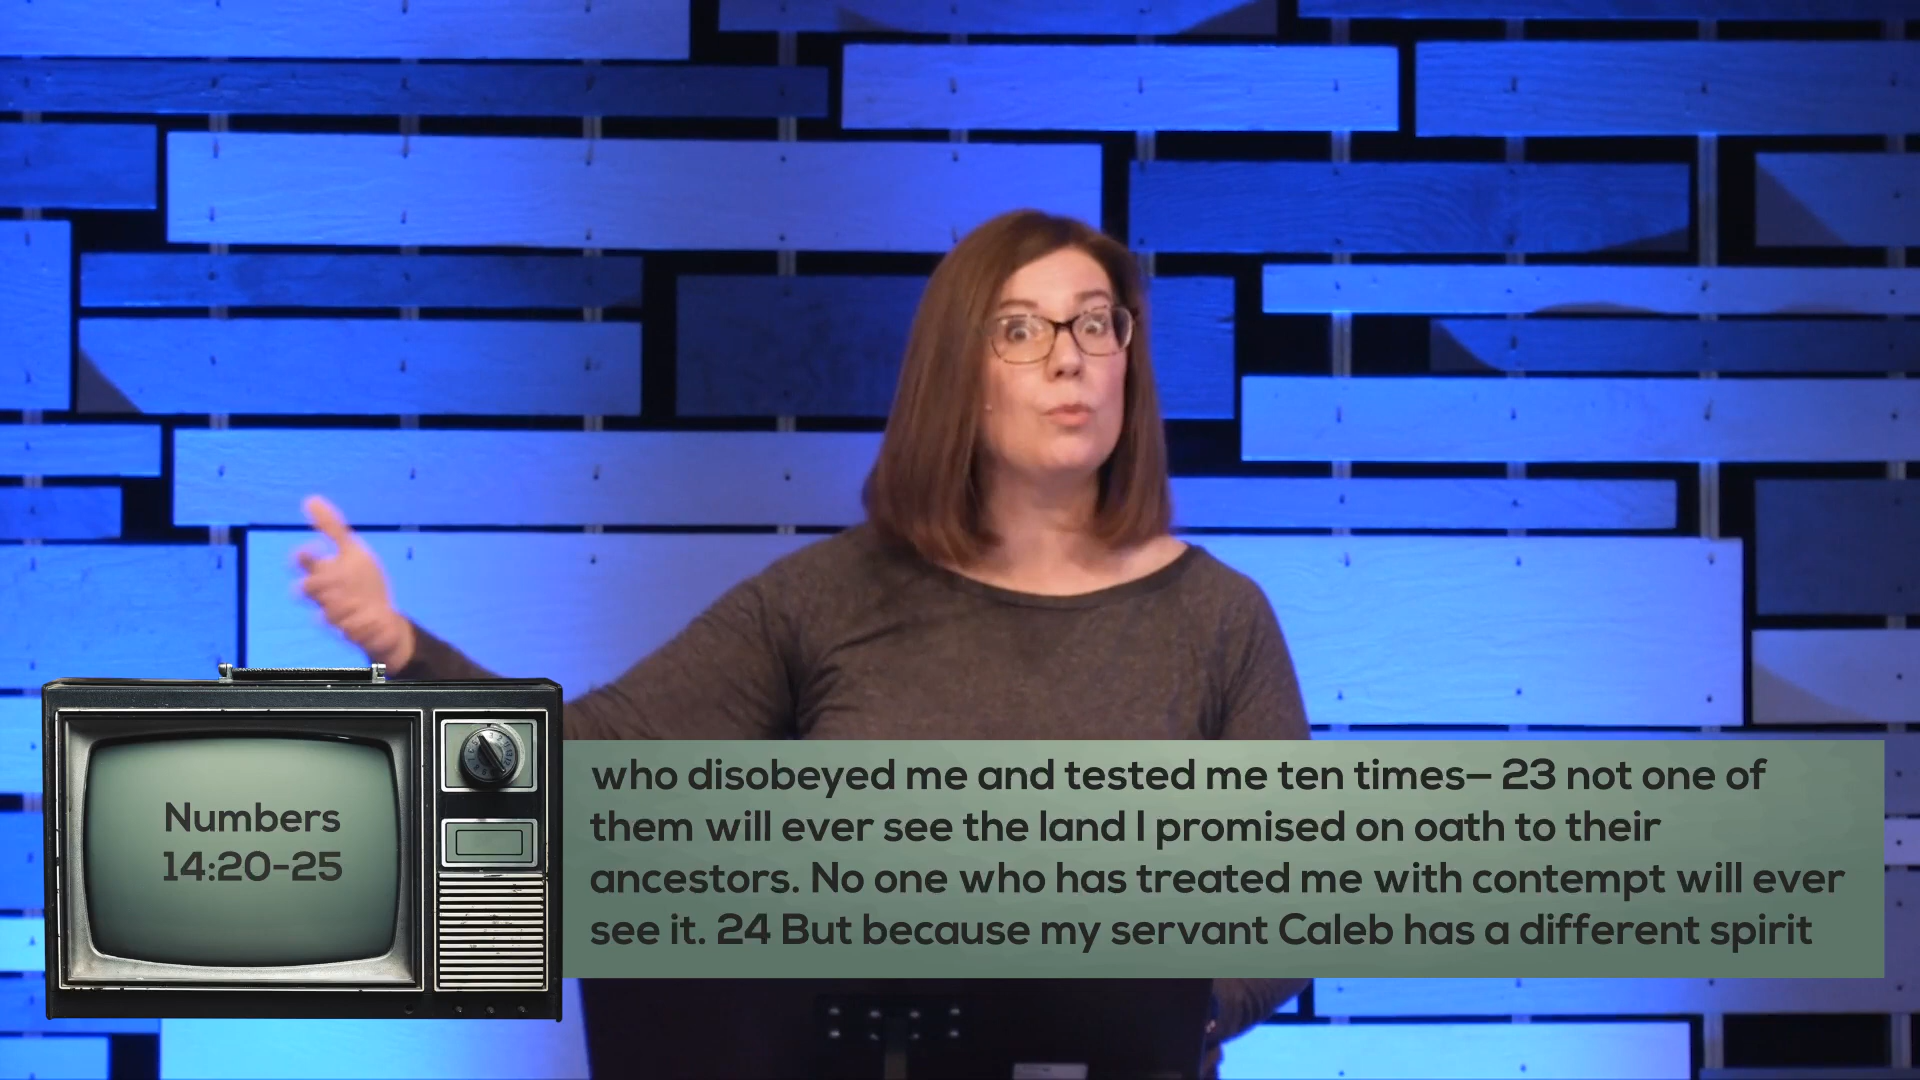 Numbers
14:20-25
who disobeyed me and tested me ten times— 23 not one of
them will ever see the land I promised on oath to their
ancestors. No one who has treated me with contempt will ever
see it. 24 But because my servant Caleb has a different spirit